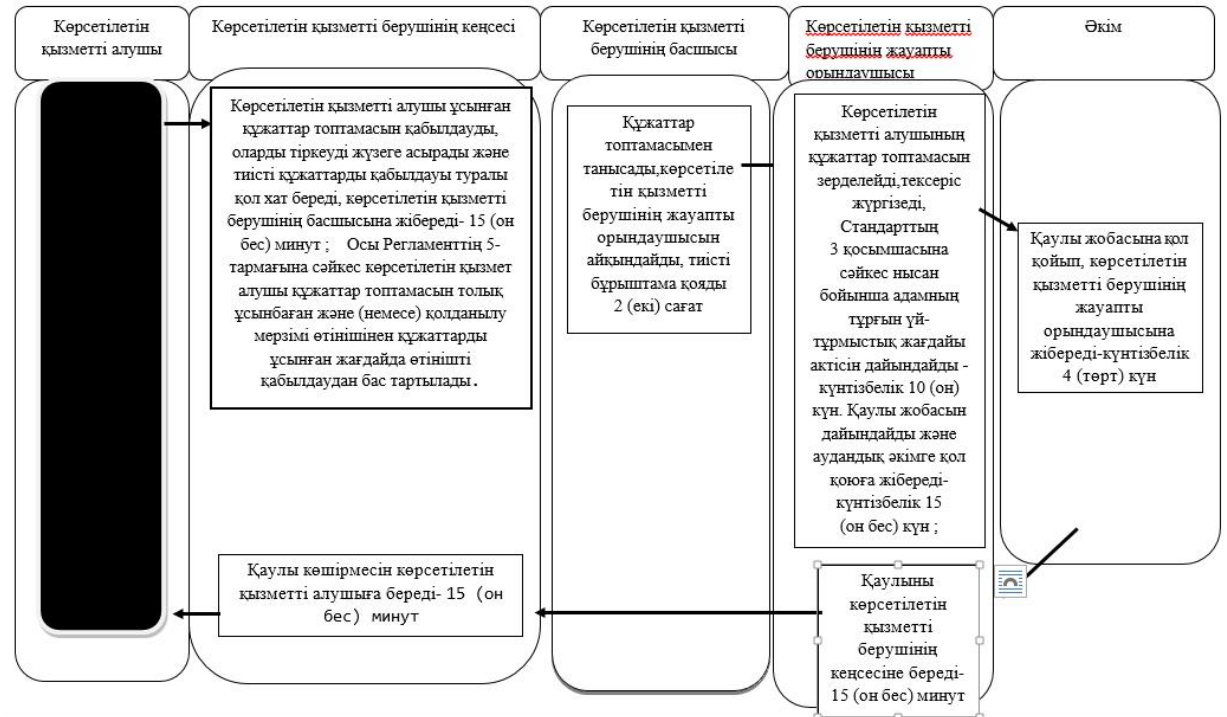 Көрсетілетін
қызметті алушы
Көрсетілетін қызметті берушінің кеңсесі
Көрсетілетін қызметті
берушінің басшысы
Көрсетілетін қызметті
берушінің жауапты
орындаушысы
Әкім
Көрсетілетін қызметті алушы ұсынған
құжаттар топтамасын қабылдауды,
оларды тіркеуді жүзеге асырады және
тиісті құжаттарды қабылдауы туралы
қол хат береді, көрсетілетін қызметті
берушінің басшысына жібереді- 15 (он
бес) минут ; Осы Регламенттің 5-
тармағына сәйкес көрсетілетін қызмет
алушы құжаттар топтамасын толық
ұсынбаған және (немесе) қолданылу
мерзімі өтінішінен құжаттарды
ұсынған жағдайда өтінішті
қабылдаудан бас тартылады.
Құжаттар
топтамасымен
танысады,көрсетіле
тін қызметті
берушінің жауапты
орындаушысын
айқындайды, тиісті
бұрыштама қояды
2 (екі) сағат
Көрсетілетін
қызметті алушының
құжаттар топтамасын
зерделейді,тексеріс
жүргізеді,
Стандарттың
3 қосымшасына
сәйкес нысан
бойынша адамның
тұрғын үй-
тұрмыстық жағдайы
актісін дайындайды -
күнтізбелік 10 (он)
күн. Қаулы жобасын
дайындайды және
аудандық әкімге қол
қоюға жібереді-
күнтізбелік 15
(он бес) күн ;
Қаулы жобасына қол
қойып, көрсетілетін
қызметті берушінің
жауапты
орындаушысына
жібереді-күнтізбелік
4 (төрт) күн
Қаулы көшірмесін көрсетілетін
қызметті алушыға береді- 15 (он
бес) минут
Қаулыны
көрсетілетін
қызметті
берушінің
кеңсесіне береді-
15 (он бес) минут